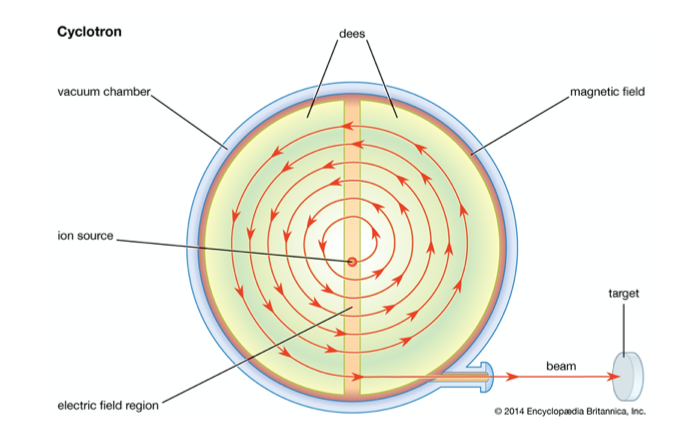 Cyclotron
dees
vacuum chamber
magnetic field
ion source
target
beam
electric field region
© 2014 Encyclopædia Britannica, Inc.